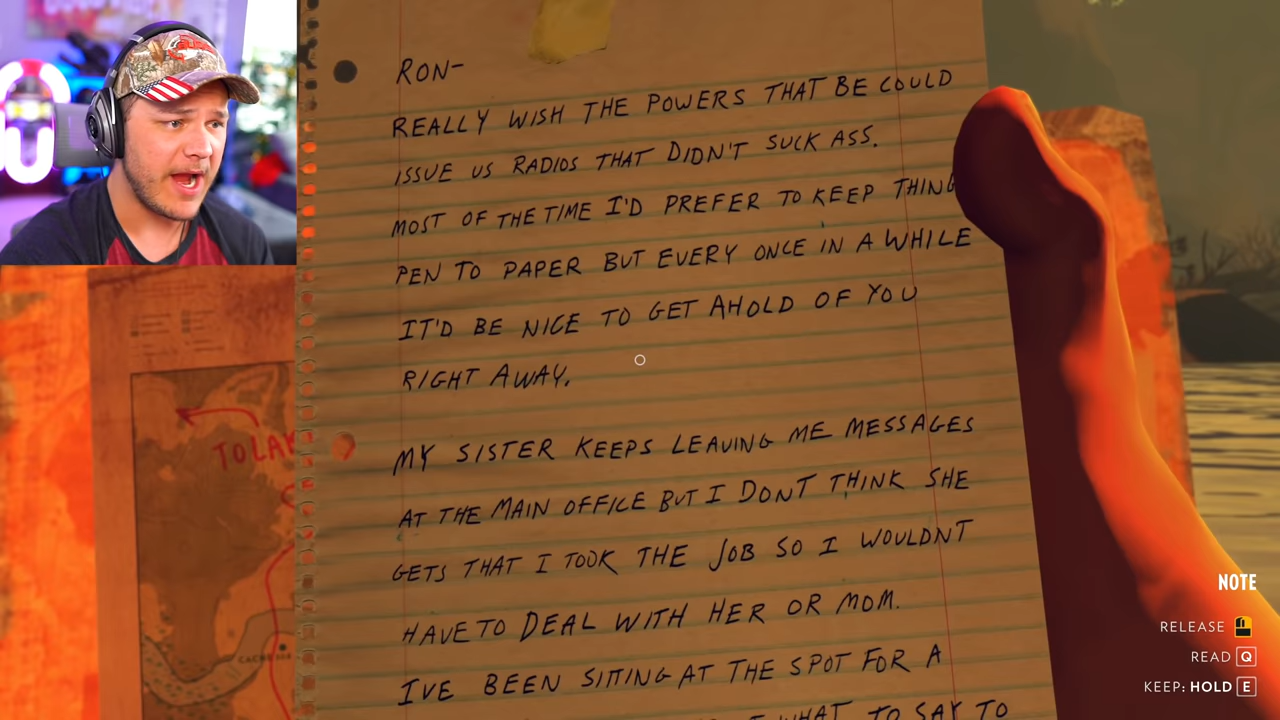 RON-
REALLY WISH THE POWERS THAT BE COULD
ISSUE US RADIOS THAT DIDN'T SUCK ASS.
MOST OF THE TIME I'D PREFER TO KEEP THING
PEN TO PAPER BUT EVERY ONCE IN A WHILE
IT'D BE NICE TO GET AHOLD OF YOU
RIGHT AWAY.
MY SISTER KEEPS LEAVING ME MESSAGES
AT THE MAIN OFFICE BUT I DONT THINK SHE
GETS THAT I TOOK THE JOB SO I WOULDNT
HAVE TO DEAL WITH HER OR MOM.
IVE BEEN SITTING AT THE SPOT FOR A
WHAT TO SAY TO
TO LAK
NOTE
RELEASE
READ Q
KEEP: HOLD E